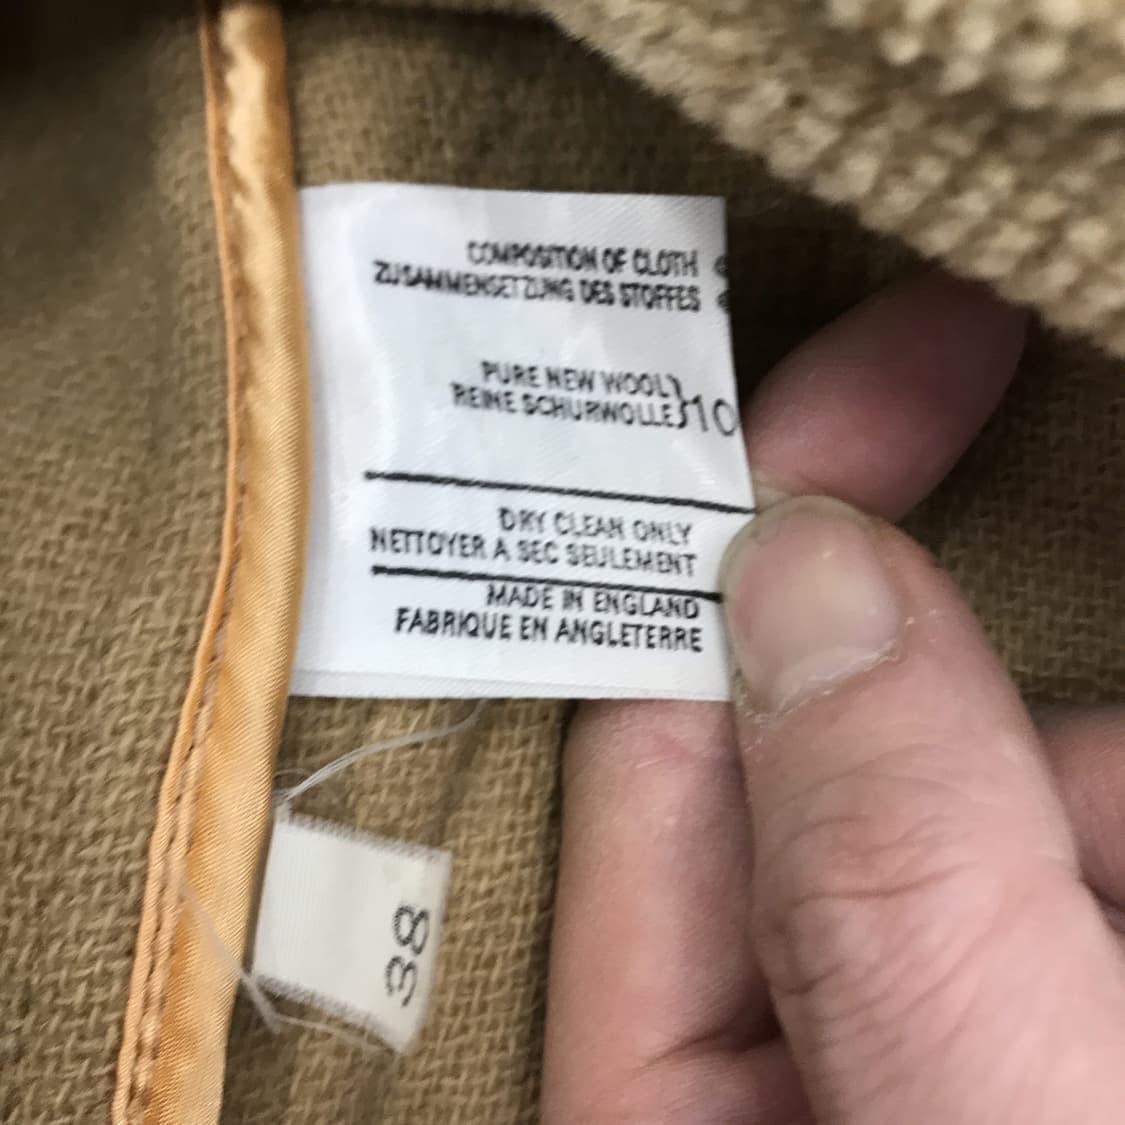 COMPOSITION OF CLOTH
ZUSAMMENSETZUNG DES STOFFES
PURE NEW WOOL}
REINE SCHURWOLLE} 10
DRY CLEAN ONLY
NETTOYER A SEC SEULEMENT
MADE IN ENGLAND
FABRIQUE EN ANGLETERRE
38